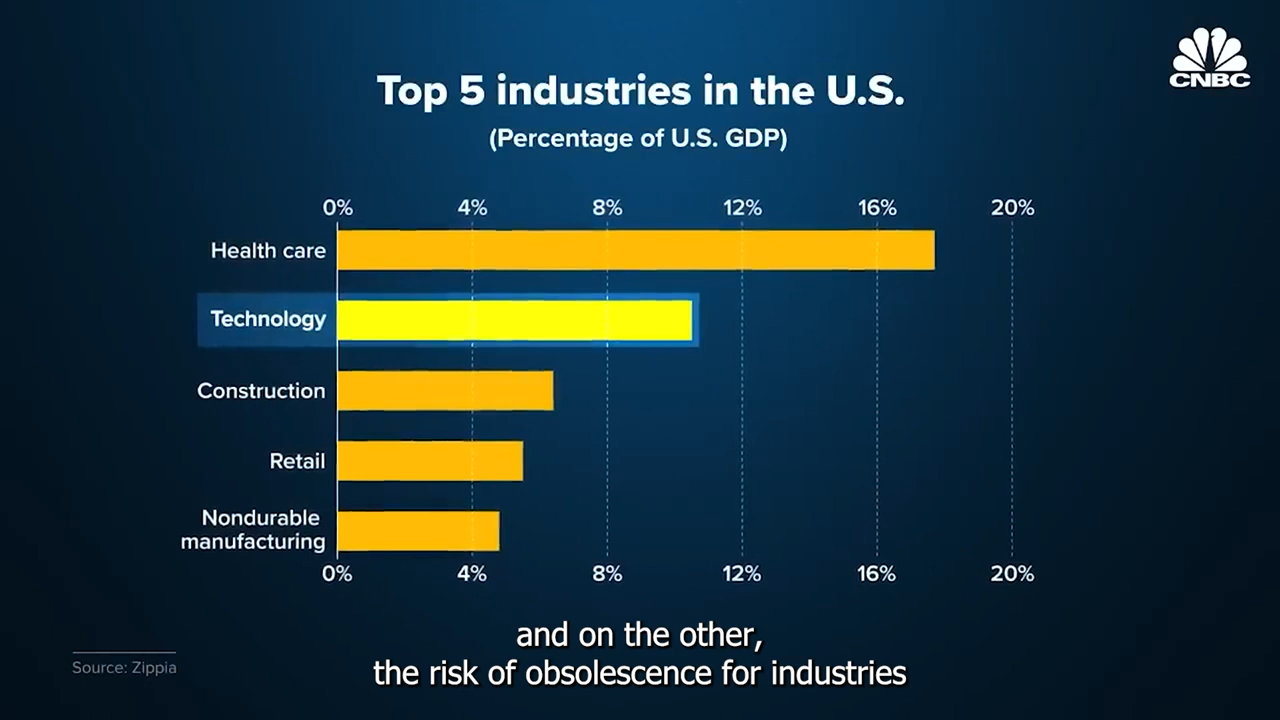 CNBC
Top 5 industries in the U.S.
(Percentage of U.S. GDP)
0% 4% 8% 12% 16% 20%
Health care
Technology
Construction
Retail
Nondurable
manufacturing
0% 4% 8% 12% 16% 20%
and on the other,
the risk of obsolescence for industries
Source: Zippia